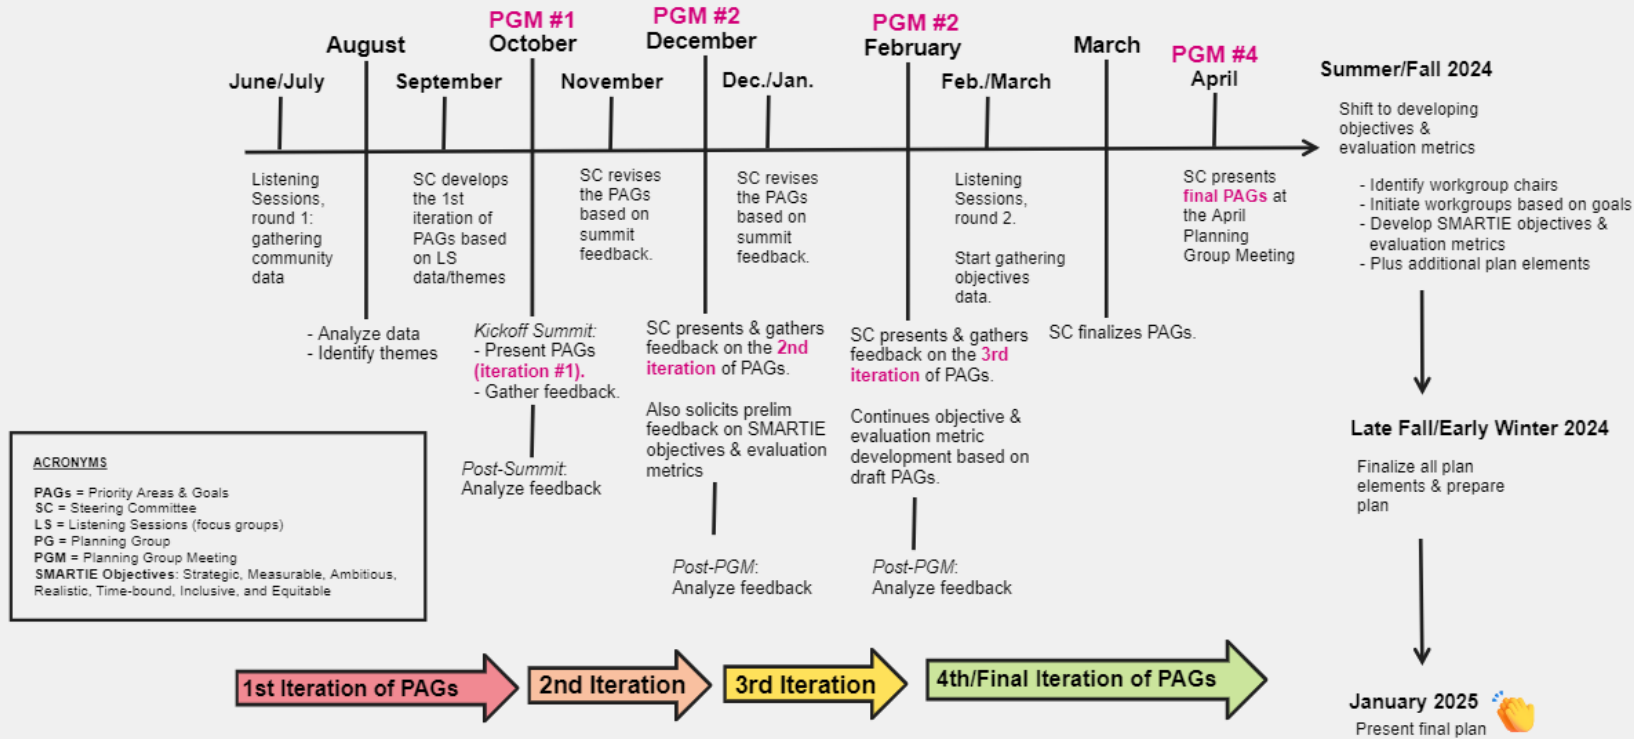 PGM #1
PGM #2
PGM #2
PGM #4
August
October
December
February
March
April
June/July
September
November
Dec./Jan.
Feb./March
Listening
Sessions,
round 1:
gathering
community
data
- Analyze data
- Identify themes
SC develops
the 1st
iteration of
PAGs based
on LS
data/themes
Kickoff Summit:
- Present PAGs
(iteration #1).
- Gather feedback.
Post-Summit:
Analyze feedback
SC revises
the PAGs
based on
summit
feedback.
SC presents & gathers
feedback on the 2nd
iteration of PAGs.
Also solicits prelim
feedback on SMARTIE
objectives & evaluation
metrics
Post-PGM:
Analyze feedback
SC revises
the PAGs
based on
summit
feedback.
SC presents & gathers
feedback on the 3rd
iteration of PAGs.
Continues objective &
evaluation metric
development based on
draft PAGs.
Post-PGM:
Analyze feedback
Listening
Sessions,
round 2.
Start gathering
objectives
data.
SC finalizes PAGs.
SC presents
final PAGs at
the April
Planning
Group Meeting
Summer/Fall 2024
Shift to developing
objectives &
evaluation metrics
- Identify workgroup chairs
- Initiate workgroups based on goals
- Develop SMARTIE objectives &
evaluation metrics
- Plus additional plan elements
Late Fall/Early Winter 2024
Finalize all plan
elements & prepare
plan
January 2025
Present final plan
ACRONYMS
PAGs = Priority Areas & Goals
SC = Steering Committee
LS = Listening Sessions (focus groups)
PG = Planning Group
PGM = Planning Group Meeting
SMARTIE Objectives: Strategic, Measurable, Ambitious,
Realistic, Time-bound, Inclusive, and Equitable
1st Iteration of PAGs
2nd Iteration
3rd Iteration
4th/Final Iteration of PAGs